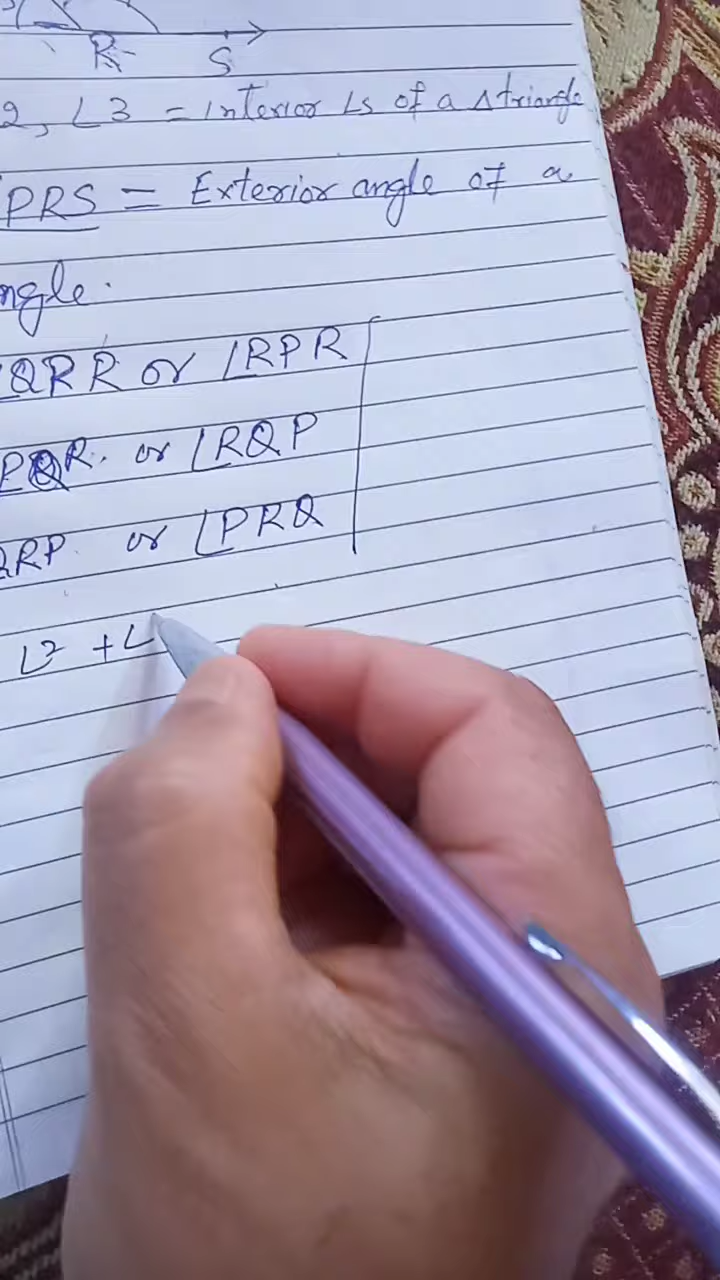 R S
2, ∠3 = Interior ∠s of a Δ triangle
PRS = Exterior angle of a
ngle.
∠QRR or ∠RPR
PQR. or ∠RQP
QRP or ∠PRQ
∠2 + ∠